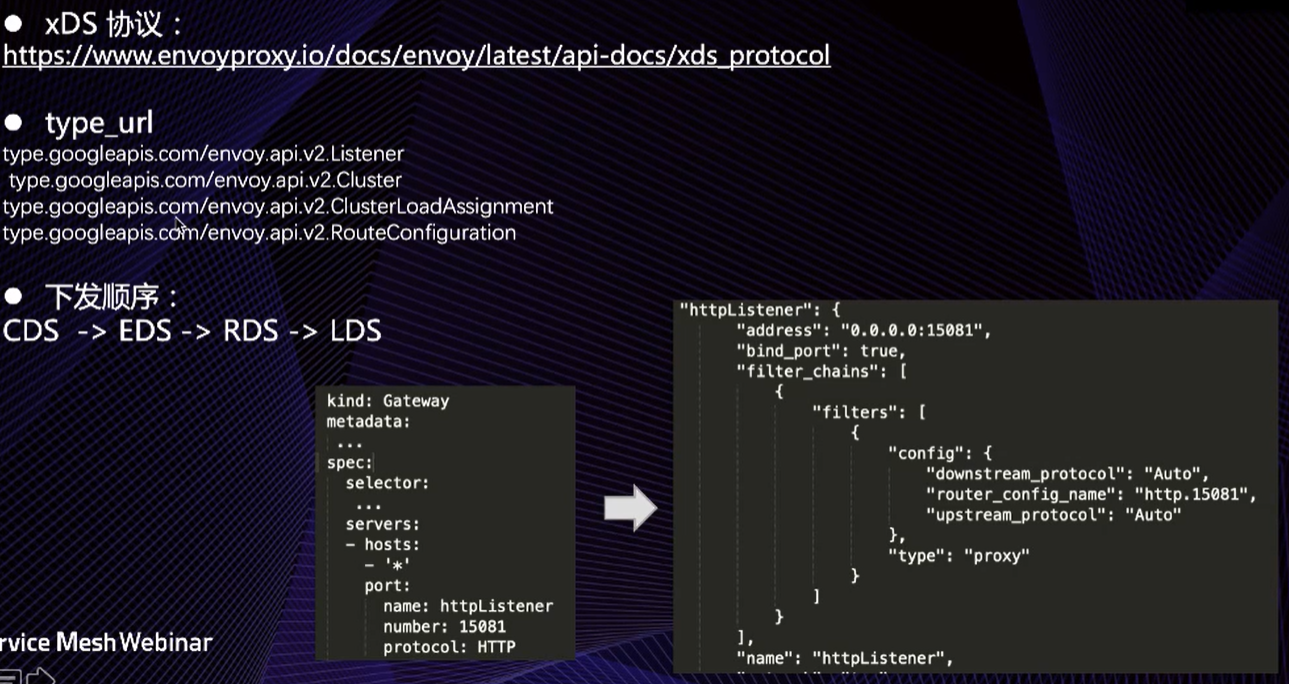 ● xDS 协议：
https://www.envoyproxy.io/docs/envoy/latest/api-docs/xds_protocol
● type_url
type.googleapis.com/envoy.api.v2.Listener
type.googleapis.com/envoy.api.v2.Cluster
type.googleapis.com/envoy.api.v2.ClusterLoadAssignment
type.googleapis.com/envoy.api.v2.RouteConfiguration
● 下发顺序：
CDS -> EDS -> RDS -> LDS
kind: Gateway
metadata:
...
spec:
selector:
...
servers:
- hosts:
- '*'
port:
name: httpListener
number: 15081
protocol: HTTP
"httpListener": {
"address": "0.0.0.0:15081",
"bind_port": true,
"filter_chains": [
{
"filters": [
{
"config": {
"downstream_protocol": "Auto",
"router_config_name": "http.15081",
"upstream_protocol": "Auto"
},
"type": "proxy"
}
]
}
],
"name": "httpListener",
rvice Mesh Webinar